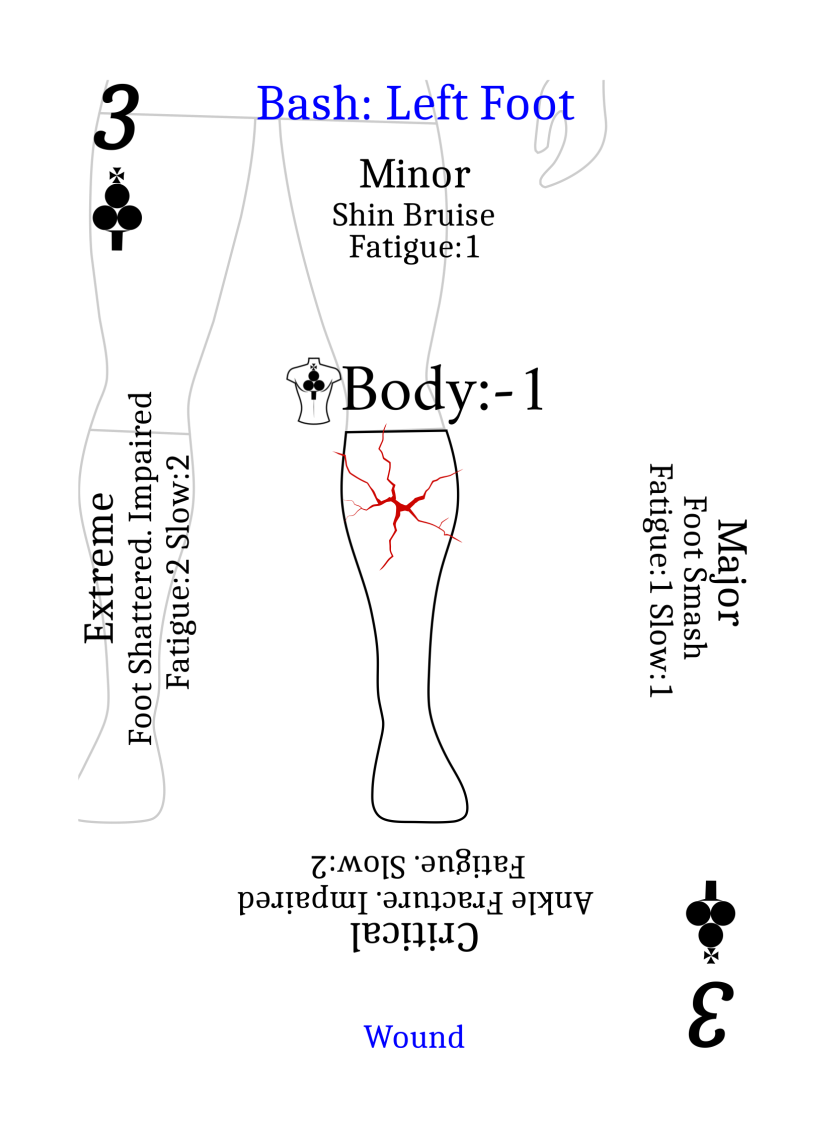 3
Bash: Left Foot
Minor
Shin Bruise
Fatigue:1
Body:-1
Extreme
Foot Shattered. Impaired
Fatigue:2 Slow:2
Major
Foot Smash
Fatigue:1 Slow:1
Critical
Ankle Fracture. Impaired
Fatigue. Slow:2
3
Wound